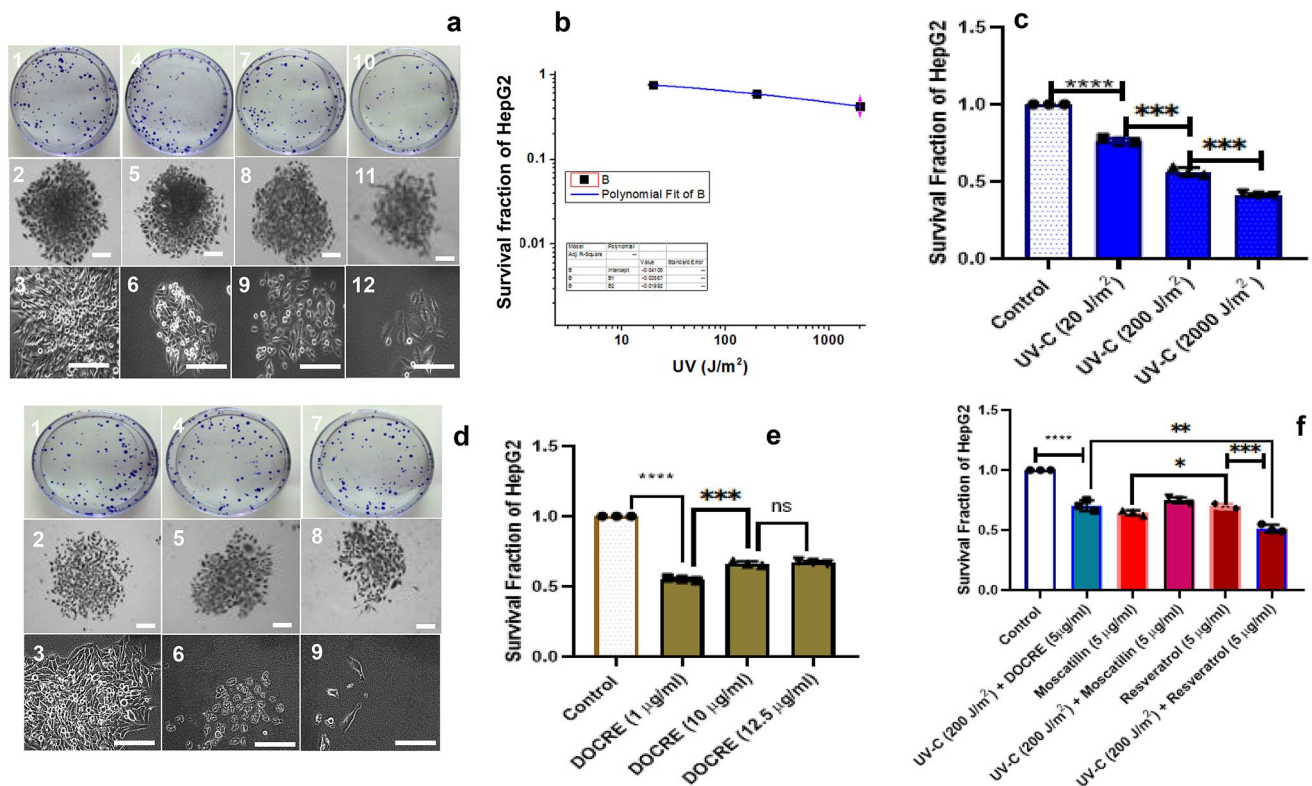 a
1
4
7
10
2
5
8
11
3
6
9
12
b
Survival fraction of HepG2
1
0.1
0.01
B
Polynomial Fit of B
Model Polynomial
Adj. R-Square --
Value Standard Error
B Intercept -0.04105 --
B B1 --
B B2 -0.01992 --
10 100 1000
UV (J/m²)
c
Survival Fraction of HepG2
1.5
1.0
0.5
0.0
****
***
***
Control
UV-C (20 J/m²)
UV-C (200 J/m²)
UV-C (2000 J/m²)
d
1
4
7
2
5
8
3
6
9
e
Survival Fraction of HepG2
1.5
1.0
0.5
0.0
****
***
ns
Control
DOCRE (1 µg/ml)
DOCRE (10 µg/ml)
DOCRE (12.5 µg/ml)
f
Survival Fraction of HepG2
1.5
1.0
0.5
0.0
****
**
*
***
Control
UV-C (200 J/m²) + DOCRE (5µg/ml)
Moscatilin (5 µg/ml)
UV-C (200 J/m²) + Moscatilin (5 µg/ml)
Resveratrol (5 µg/ml)
UV-C (200 J/m²) + Resveratrol (5 µg/ml)